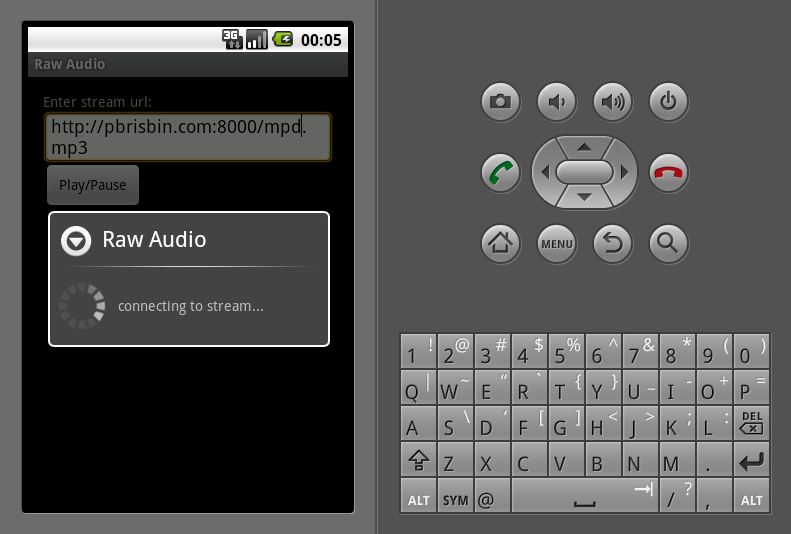 3G 00:05
Raw Audio
Enter stream url:
http://pbrisbin.com:8000/mpd.
mp3
Play/Pause
Raw Audio
connecting to stream...
MENU
1 ! 2 @ 3 # 4 $ 5 % 6 ^ 7 & 8 * 9 ( 0 )
Q | W ~ E “ R ` T { Y } U _ I - O + P =
A S \ D ‘ F [ G ] H < J > K ; L : DEL
Z X C V B N M .
ALT SYM @ / ? , ALT